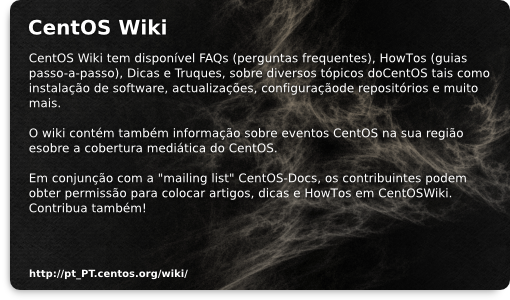 CentOS Wiki
CentOS Wiki tem disponível FAQs (perguntas frequentes), HowTos (guias
passo-a-passo), Dicas e Truques, sobre diversos tópicos doCentOS tais como
instalação de software, actualizações, configuraçãode repositórios e muito
mais.
O wiki contém também informação sobre eventos CentOS na sua região
esobre a cobertura mediática do CentOS.
Em conjunção com a "mailing list" CentOS-Docs, os contribuintes podem
obter permissão para colocar artigos, dicas e HowTos em CentOSWiki.
Contribua também!
http://pt_PT.centos.org/wiki/